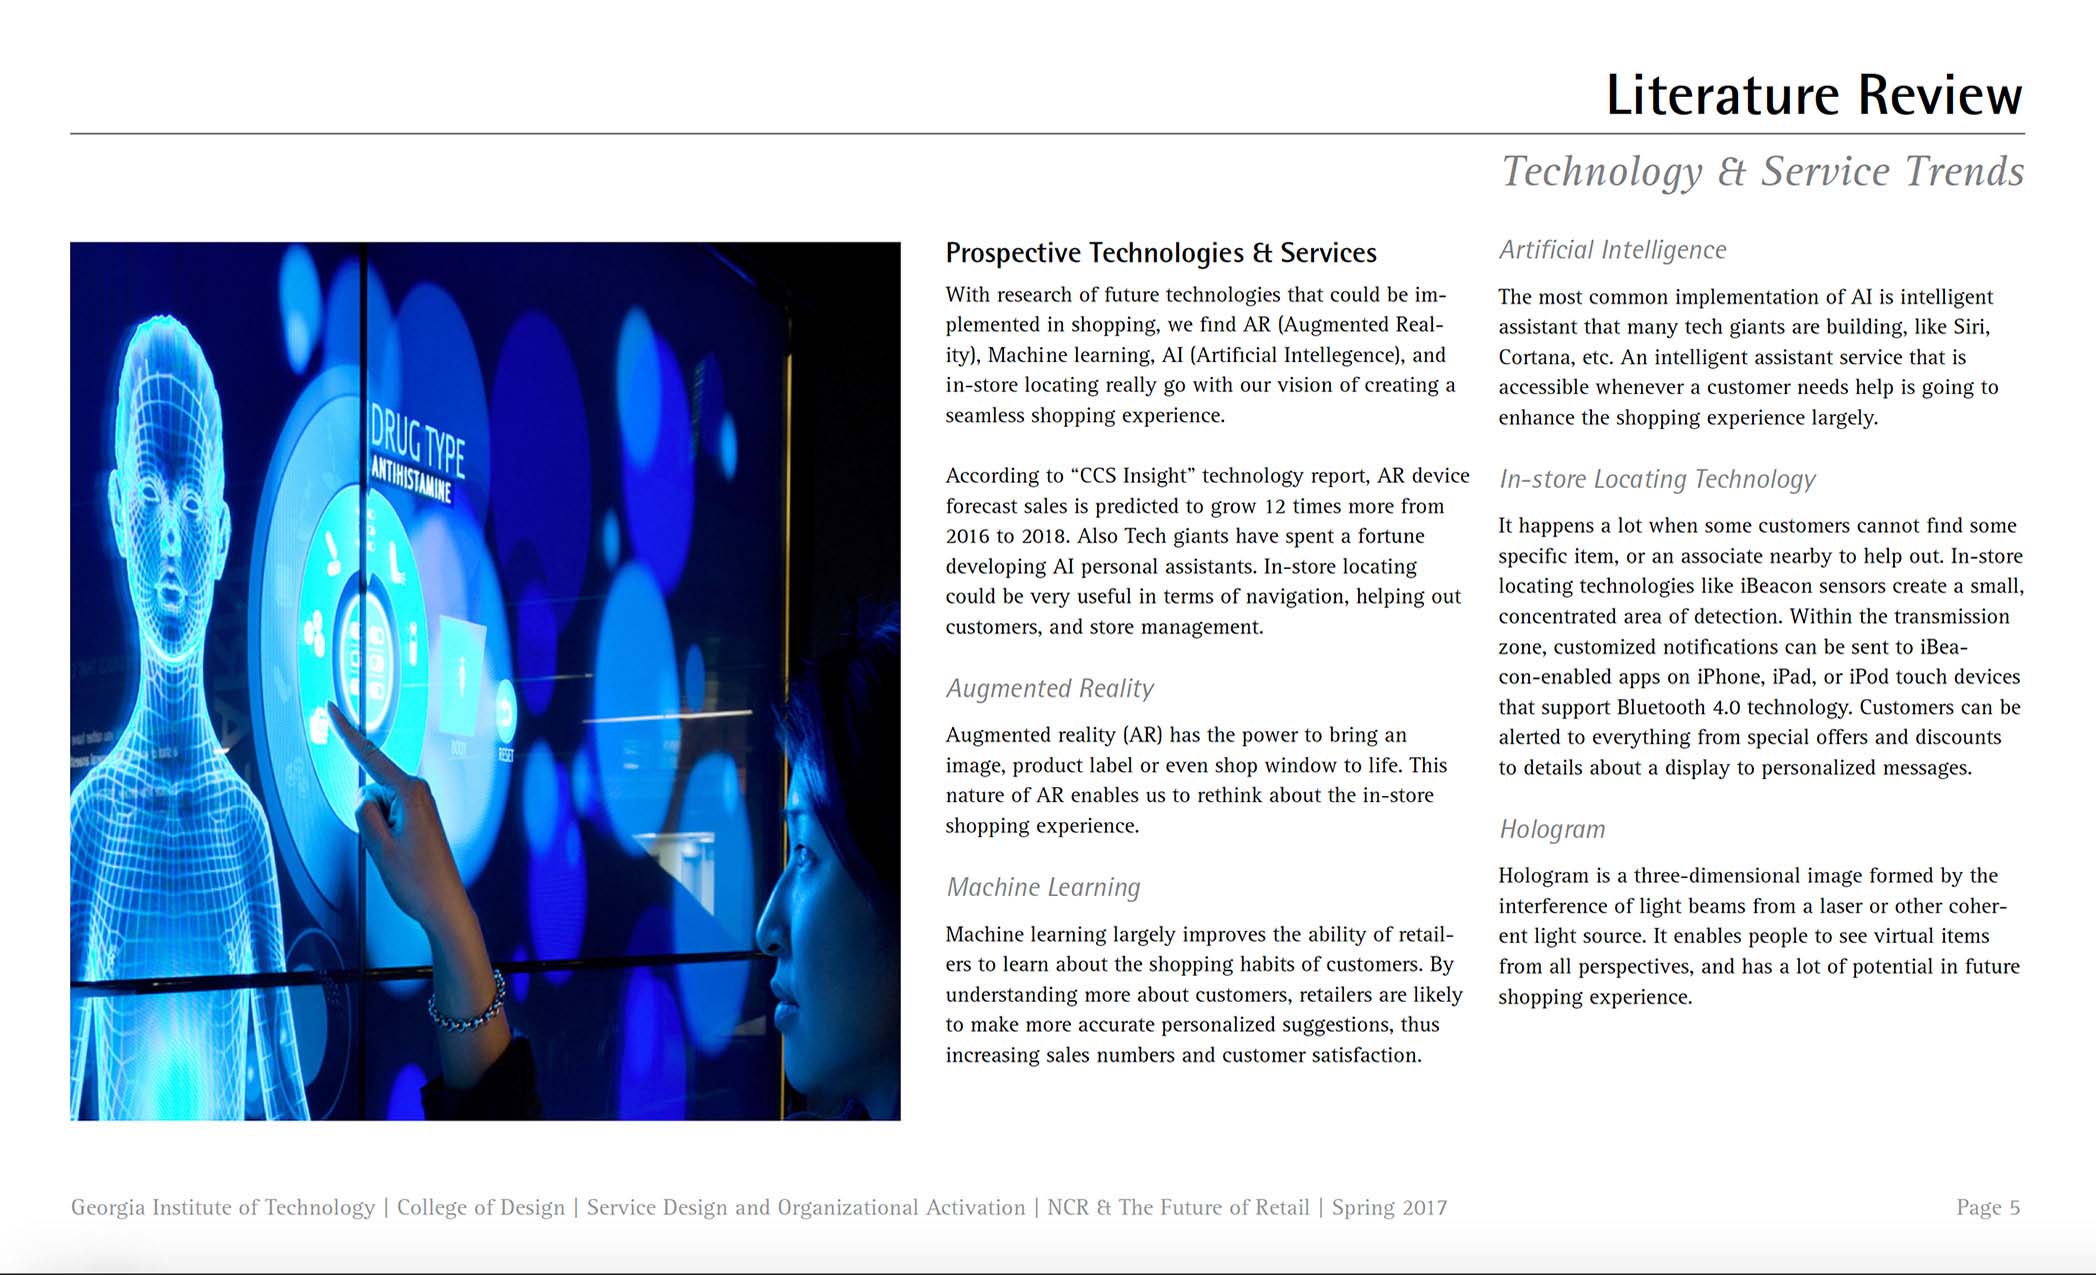 Literature Review
Technology & Service Trends
DRUG TYPE
ANTIHISTAMINE
BODY
RESET
Prospective Technologies & Services
With research of future technologies that could be im-
plemented in shopping, we find AR (Augmented Real-
ity), Machine learning, AI (Artificial Intellegence), and
in-store locating really go with our vision of creating a
seamless shopping experience.
According to “CCS Insight” technology report, AR device
forecast sales is predicted to grow 12 times more from
2016 to 2018. Also Tech giants have spent a fortune
developing AI personal assistants. In-store locating
could be very useful in terms of navigation, helping out
customers, and store management.
Augmented Reality
Augmented reality (AR) has the power to bring an
image, product label or even shop window to life. This
nature of AR enables us to rethink about the in-store
shopping experience.
Machine Learning
Machine learning largely improves the ability of retail-
ers to learn about the shopping habits of customers. By
understanding more about customers, retailers are likely
to make more accurate personalized suggestions, thus
increasing sales numbers and customer satisfaction.
Artificial Intelligence
The most common implementation of AI is intelligent
assistant that many tech giants are building, like Siri,
Cortana, etc. An intelligent assistant service that is
accessible whenever a customer needs help is going to
enhance the shopping experience largely.
In-store Locating Technology
It happens a lot when some customers cannot find some
specific item, or an associate nearby to help out. In-store
locating technologies like iBeacon sensors create a small,
concentrated area of detection. Within the transmission
zone, customized notifications can be sent to iBea-
con-enabled apps on iPhone, iPad, or iPod touch devices
that support Bluetooth 4.0 technology. Customers can be
alerted to everything from special offers and discounts
to details about a display to personalized messages.
Hologram
Hologram is a three-dimensional image formed by the
interference of light beams from a laser or other coher-
ent light source. It enables people to see virtual items
from all perspectives, and has a lot of potential in future
shopping experience.
Georgia Institute of Technology | College of Design | Service Design and Organizational Activation | NCR & The Future of Retail | Spring 2017
Page 5